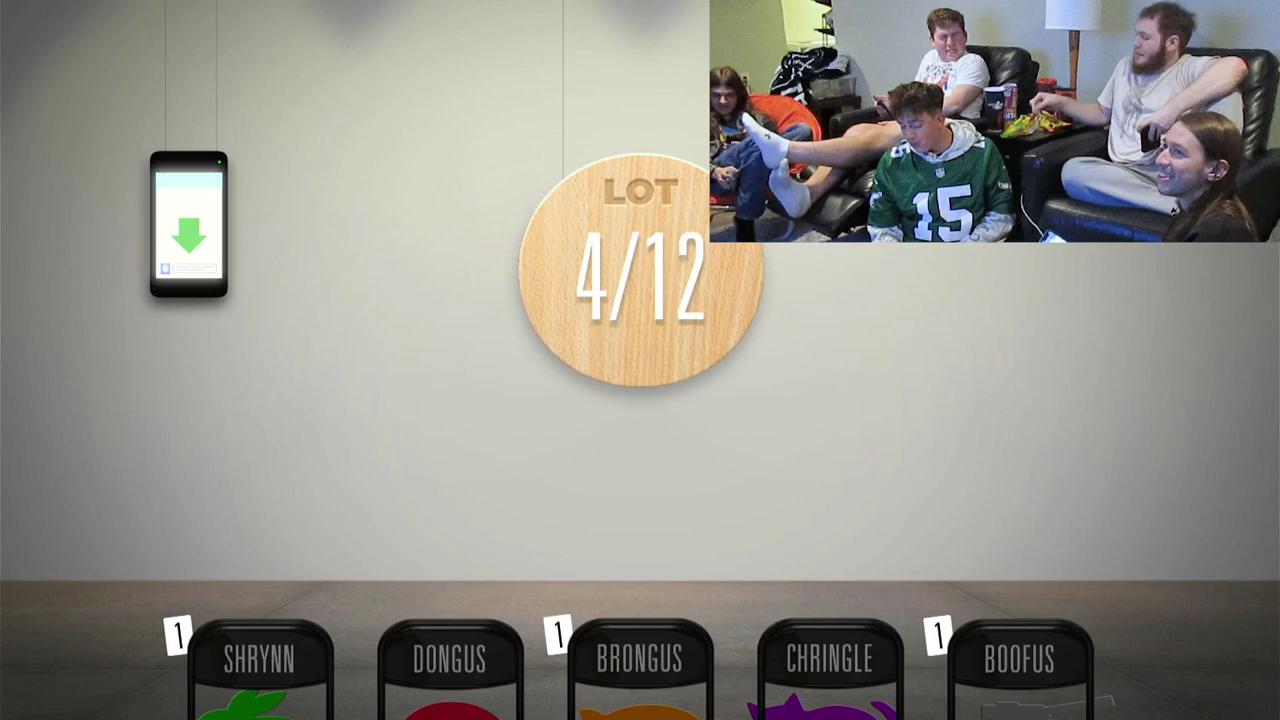 LOT
4/12
15
1
SHRYNN
DONGUS
1
BRONGUS
CHRINGLE
1
BOOFUS